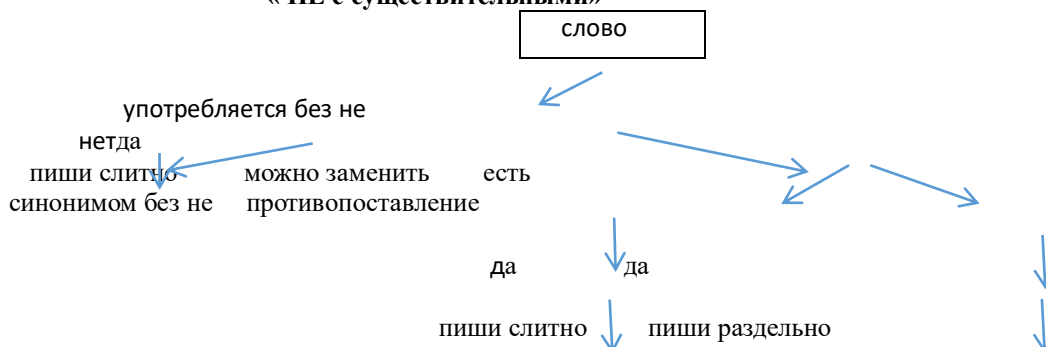 « НЕ с существительными»
слово
употребляется без не
нетда
пиши слитно можно заменить есть
синонимом без не противопоставление
да да
пиши слитно пиши раздельно